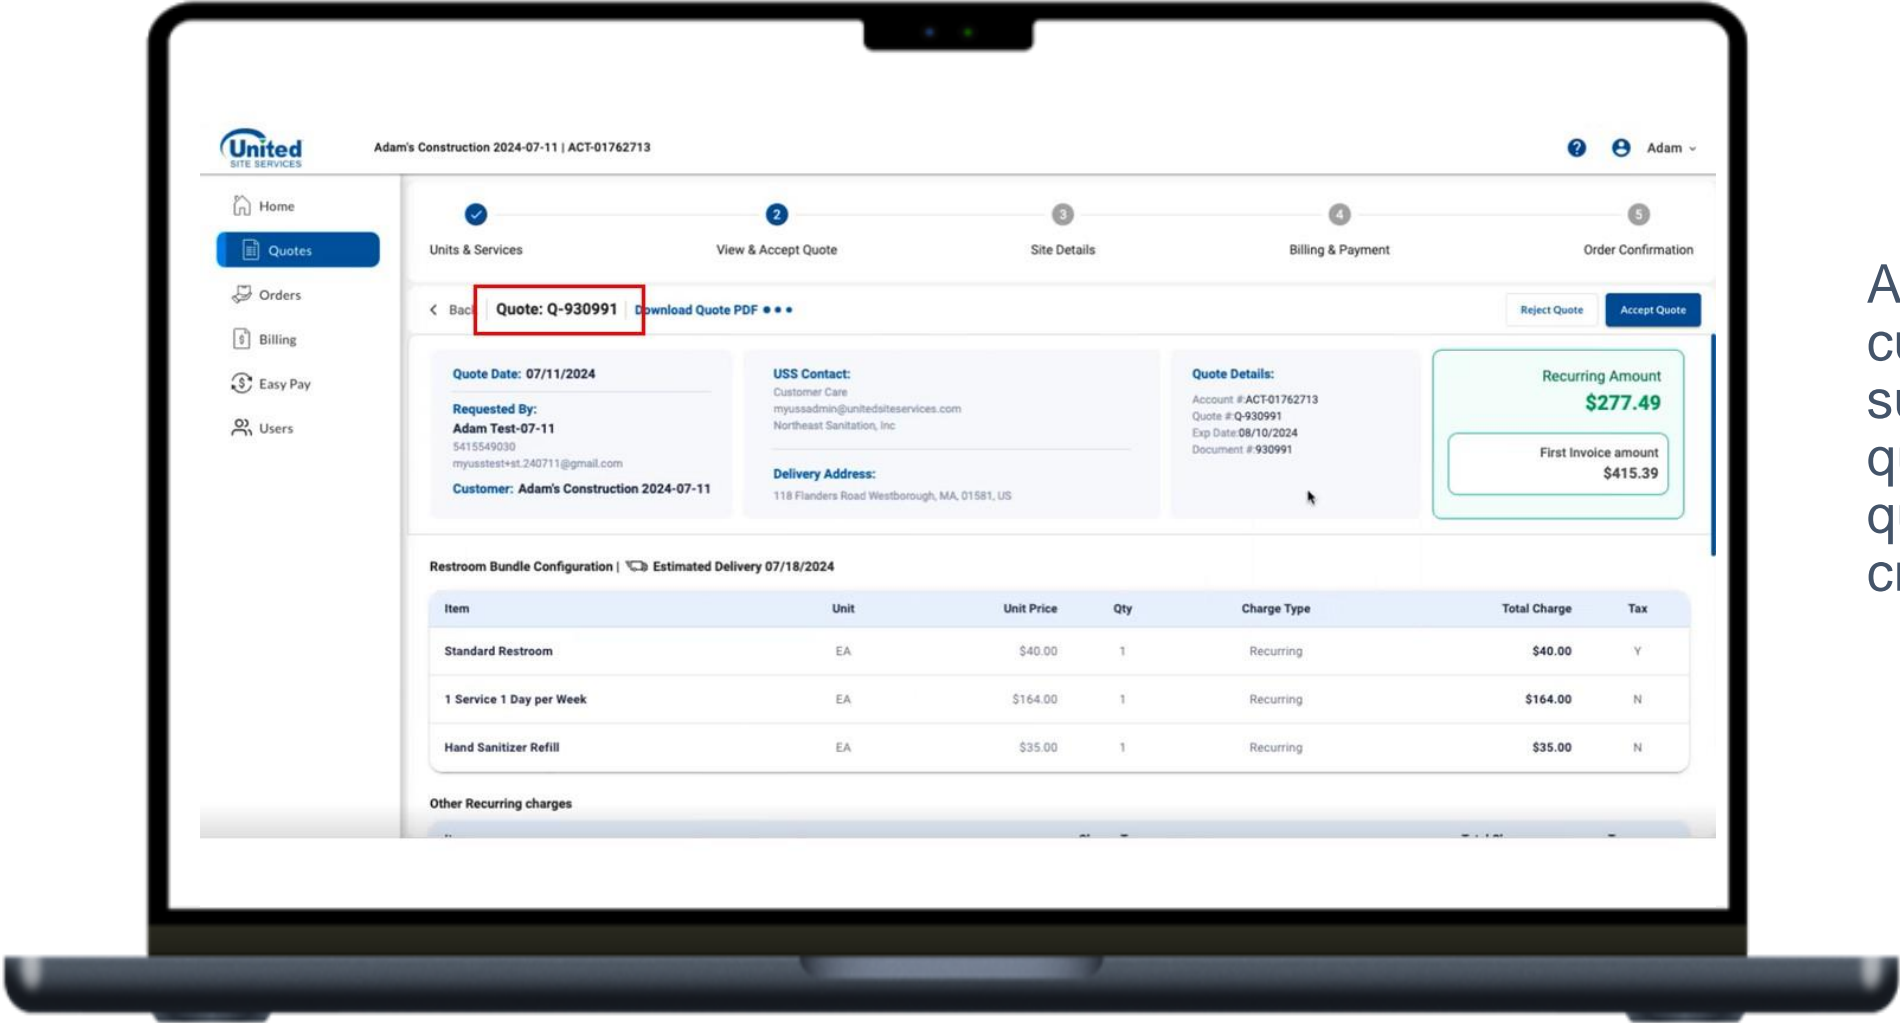 United
SITE SERVICES
Adam's Construction 2024-07-11 | ACT-01762713
? Adam
Home
Quotes
Orders
Billing
Easy Pay
Users
2 3 4 5
Units & Services View & Accept Quote Site Details Billing & Payment Order Confirmation
< Quote: Q-930991 Quote PDF ••• Reject Quote Accept Quote
Quote Date: 07/11/2024
Requested By:
Adam Test-07-11
5415549030
myusstest+st.240711@gmail.com
Customer: Adam's Construction 2024-07-11
USS Contact:
Customer Care
myussadmin@unitedsiteservices.com
Northeast Sanitation, Inc
Delivery Address:
118 Flanders Road Westborough, MA, 01581, US
Quote Details:
Account #:ACT-01762713
Quote #:Q-930991
Exp Date:08/10/2024
Document #:930991
Recurring Amount
$277.49
First Invoice amount
$415.39
Restroom Bundle Configuration | Estimated Delivery 07/18/2024
Item Unit Unit Price Qty Charge Type Total Charge Tax
Standard Restroom EA $40.00 1 Recurring $40.00 Y
1 Service 1 Day per Week EA $164.00 1 Recurring $164.00 N
Hand Sanitizer Refill EA $35.00 1 Recurring $35.00 N
Other Recurring charges